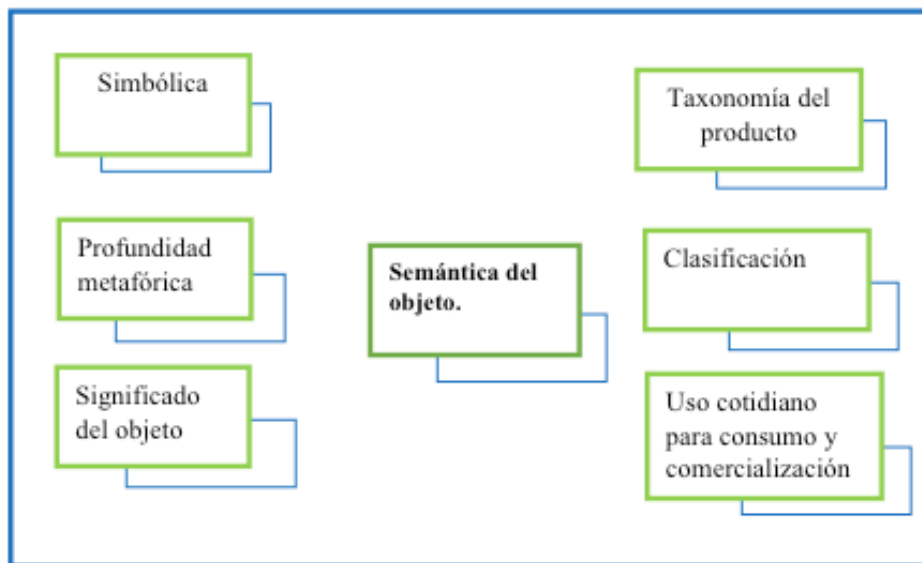 Simbólica
Profundidad
metafórica
Significado
del objeto
Semántica del
objeto.
Taxonomía del
producto
Clasificación
Uso cotidiano
para consumo y
comercialización